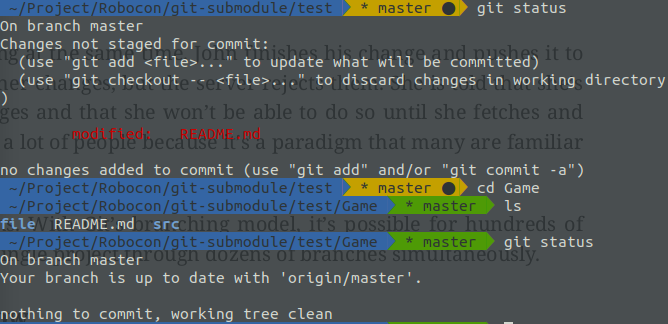 ~/Project/Robocon/git-submodule/test * master ● git status
On branch master
Changes not staged for commit:
(use "git add <file>..." to update what will be committed)
(use "git checkout -- <file>..." to discard changes in working directory
)
modified: README.md
no changes added to commit (use "git add" and/or "git commit -a")
~/Project/Robocon/git-submodule/test * master ● cd Game
~/Project/Robocon/git-submodule/test/Game * master ls
file README.md src
~/Project/Robocon/git-submodule/test/Game * master git status
On branch master
Your branch is up to date with 'origin/master'.
nothing to commit, working tree clean